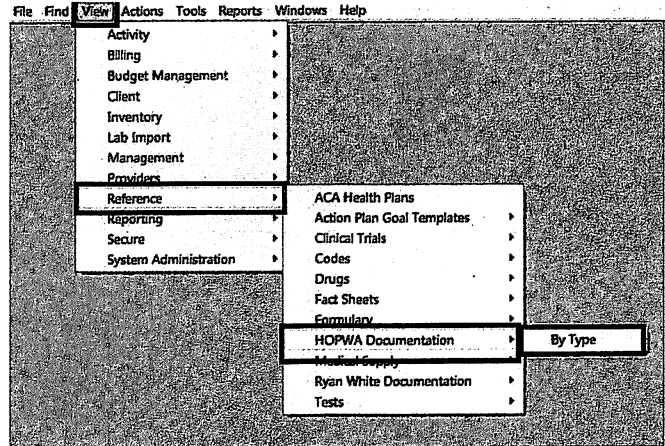 File Find View Actions Tools Reports Windows Help
Activity
Billing
Budget Management
Client
Inventory
Lab Import
Management
Providers
Reference
Reporting
Secure
System Administration
ACA Health Plans
Action Plan Goal Templates
Clinical Trials
Codes
Drugs
Fact Sheets
Formulary
HOPWA Documentation
By Type
Medical Supply
Ryan White Documentation
Tests